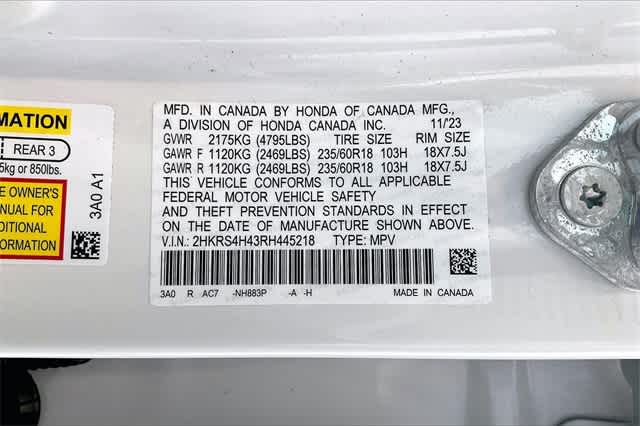 MATION
REAR 3
5kg or 850lbs.
E OWNER'S
NUAL FOR
DITIONAL
FORMATION
3A0 A1
MFD. IN CANADA BY HONDA OF CANADA MFG.,
A DIVISION OF HONDA CANADA INC. 11/23
GVWR 2175KG (4795LBS) TIRE SIZE RIM SIZE
GAWR F 1120KG (2469LBS) 235/60R18 103H 18X7.5J
GAWR R 1120KG (2469LBS) 235/60R18 103H 18X7.5J
THIS VEHICLE CONFORMS TO ALL APPLICABLE
FEDERAL MOTOR VEHICLE SAFETY
AND THEFT PREVENTION STANDARDS IN EFFECT
ON THE DATE OF MANUFACTURE SHOWN ABOVE.
V.I.N.: 2HKRS4H43RH445218 TYPE: MPV
3A0 R AC7 -NH883P -A -H MADE IN CANADA